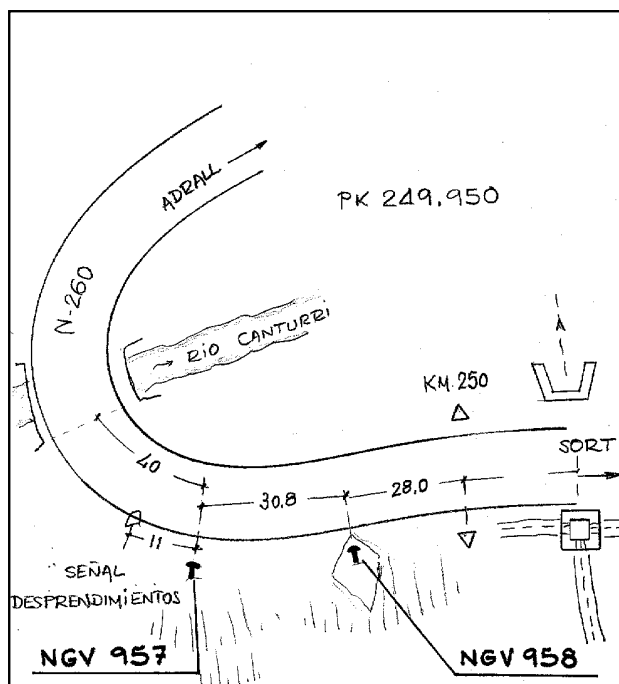 ADRALL
PK 249.950
N-260
RÍO CANTURRI
KM. 250
SORT
40
30,8
28,0
11
SEÑAL
DESPRENDIMIENTOS
NGV 957
NGV 958